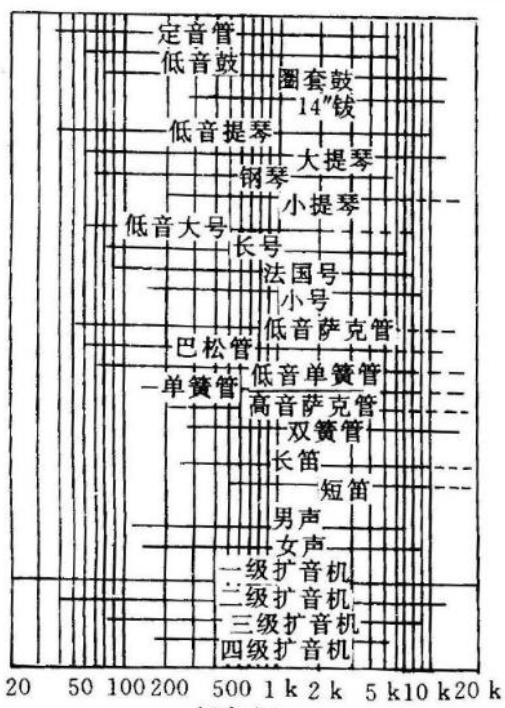 定音管
低音鼓
圈套鼓
14″钹
低音提琴
大提琴
钢琴
小提琴
低音大号
长号
法国号
小号
低音萨克管
巴松管
低音单簧管
单簧管
高音萨克管
双簧管
长笛
短笛
男声
女声
一级扩音机
二级扩音机
三级扩音机
四级扩音机
20 50 100 200 500 1 k 2 k 5 k 10 k 20 k